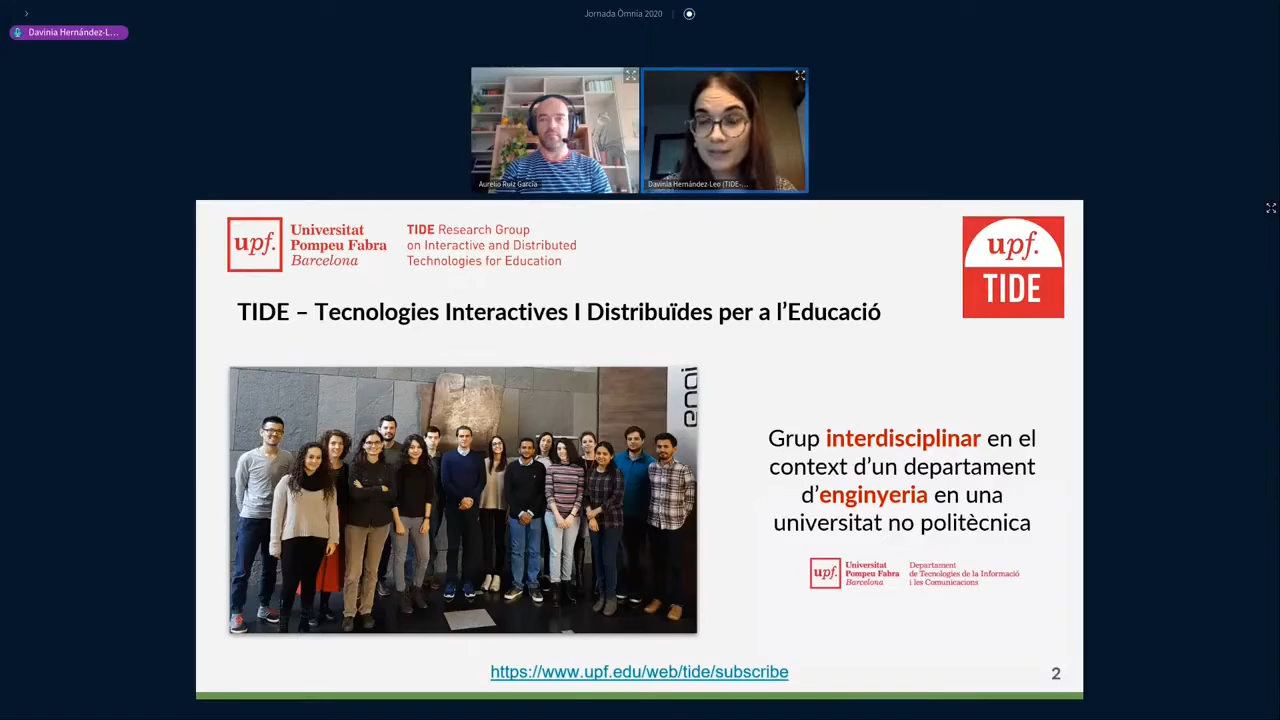 Jornada Òmnia 2020
Davinia Hernández-L...
Aurelio Ruiz García
Davinia Hernández-Leo (TIDE-...
upf.
Universitat
Pompeu Fabra
Barcelona
TIDE Research Group
on Interactive and Distributed
Technologies for Education
upf.
TIDE
TIDE – Tecnologies Interactives I Distribuïdes per a l'Educació
Grup interdisciplinar en el
context d'un departament
d'enginyeria en una
universitat no politècnica
upf.
Universitat
Pompeu Fabra
Barcelona
Departament
de Tecnologies de la Informació
i les Comunicacions
https://www.upf.edu/web/tide/subscribe
2